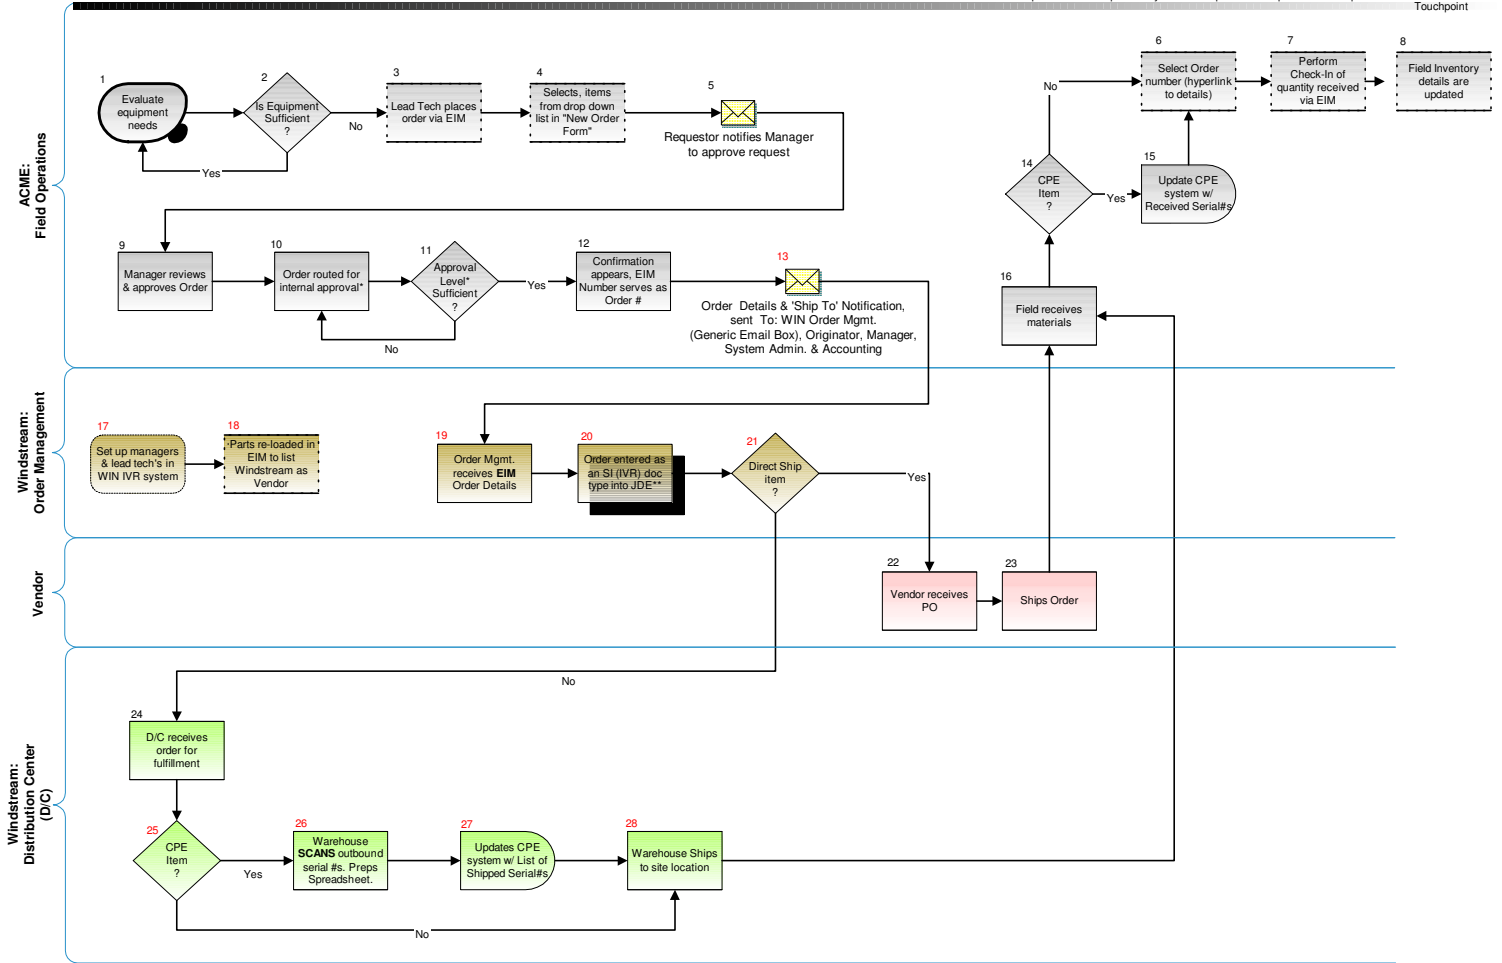 Touchpoint
ACME:
Field Operations
1
Evaluate
equipment
needs
2
Is Equipment
Sufficient
?
No
Yes
3
Lead Tech places
order via EIM
4
Selects, items
from drop down
list in "New Order
Form"
5
Requestor notifies Manager
to approve request
6
Select Order
number (hyperlink
to details)
7
Perform
Check-In of
quantity received
via EIM
8
Field Inventory
details are
updated
No
14
CPE
Item
?
Yes
15
Update CPE
system w/
Received Serial#s
9
Manager reviews
& approves Order
10
Order routed for
internal approval*
11
Approval
Level*
Sufficient
?
Yes
No
12
Confirmation
appears, EIM
Number serves as
Order #
13
Order Details & 'Ship To' Notification,
sent To: WIN Order Mgmt.
(Generic Email Box), Originator, Manager,
System Admin. & Accounting
16
Field receives
materials
Windstream:
Order Management
17
Set up managers
& lead tech's in
WIN IVR system
18
Parts re-loaded in
EIM to list
Windstream as
Vendor
19
Order Mgmt.
receives EIM
Order Details
20
Order entered as
an SI (IVR) doc
type into JDE**
21
Direct Ship
item
?
Yes
No
Vendor
22
Vendor receives
PO
23
Ships Order
Windstream:
Distribution Center
(D/C)
24
D/C receives
order for
fulfillment
25
CPE
Item
?
Yes
No
26
Warehouse
SCANS outbound
serial #s. Preps
Spreadsheet.
27
Updates CPE
system w/ List of
Shipped Serial#s
28
Warehouse Ships
to site location